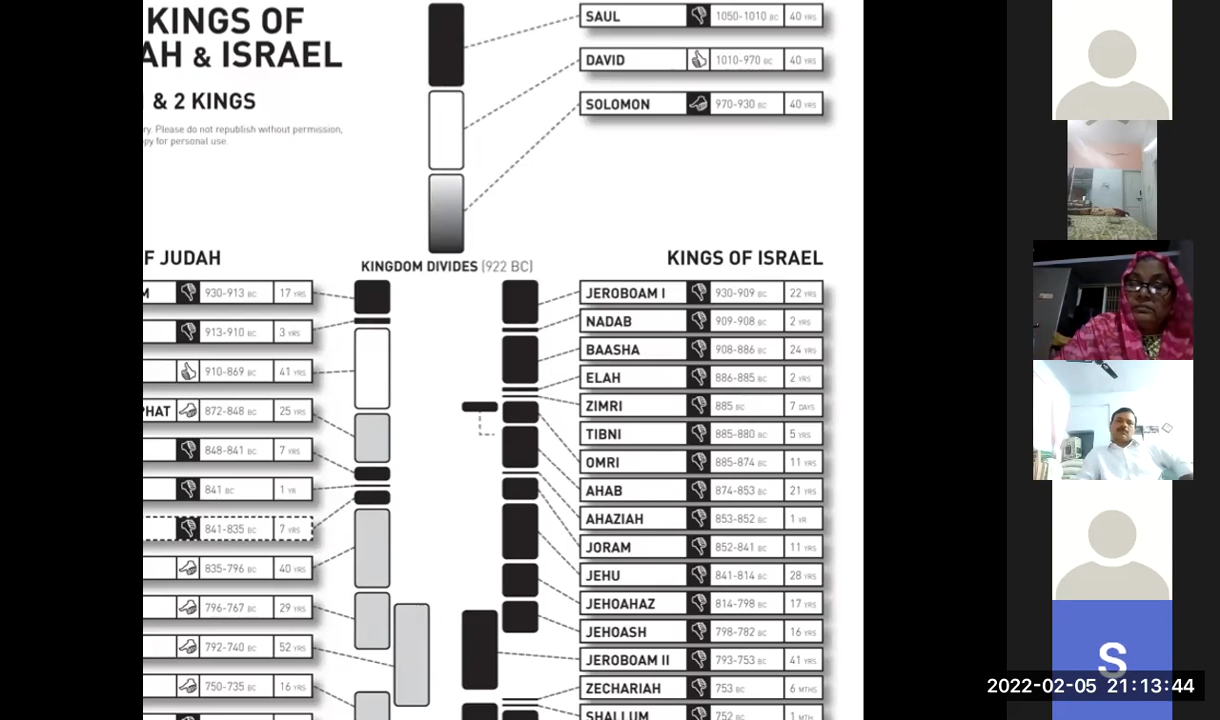 KINGS OF
AH & ISRAEL
& 2 KINGS
ry. Please do not republish without permission,
py for personal use.
SAUL 1050-1010 BC 40 YRS
DAVID 1010-970 BC 40 YRS
SOLOMON 970-930 BC 40 YRS
F JUDAH
KINGDOM DIVIDES (922 BC)
KINGS OF ISRAEL
M 930-913 BC 17 YRS
913-910 BC 3 YRS
910-869 BC 41 YRS
PHAT 872-848 BC 25 YRS
848-841 BC 7 YRS
841 BC 1 YR
841-835 BC 7 YRS
835-796 BC 40 YRS
796-767 BC 29 YRS
792-740 BC 52 YRS
750-735 BC 16 YRS
JEROBOAM I 930-909 BC 22 YRS
NADAB 909-908 BC 2 YRS
BAASHA 908-886 BC 24 YRS
ELAH 886-885 BC 2 YRS
ZIMRI 885 BC 7 DAYS
TIBNI 885-880 BC 5 YRS
OMRI 885-874 BC 11 YRS
AHAB 874-853 BC 21 YRS
AHAZIAH 853-852 BC 1 YR
JORAM 852-841 BC 11 YRS
JEHU 841-814 BC 28 YRS
JEHOAHAZ 814-798 BC 17 YRS
JEHOASH 798-782 BC 16 YRS
JEROBOAM II 793-753 BC 41 YRS
ZECHARIAH 753 BC 6 MTHS
SHALLUM 752 BC 1 MTH
S
2022-02-05 21:13:44